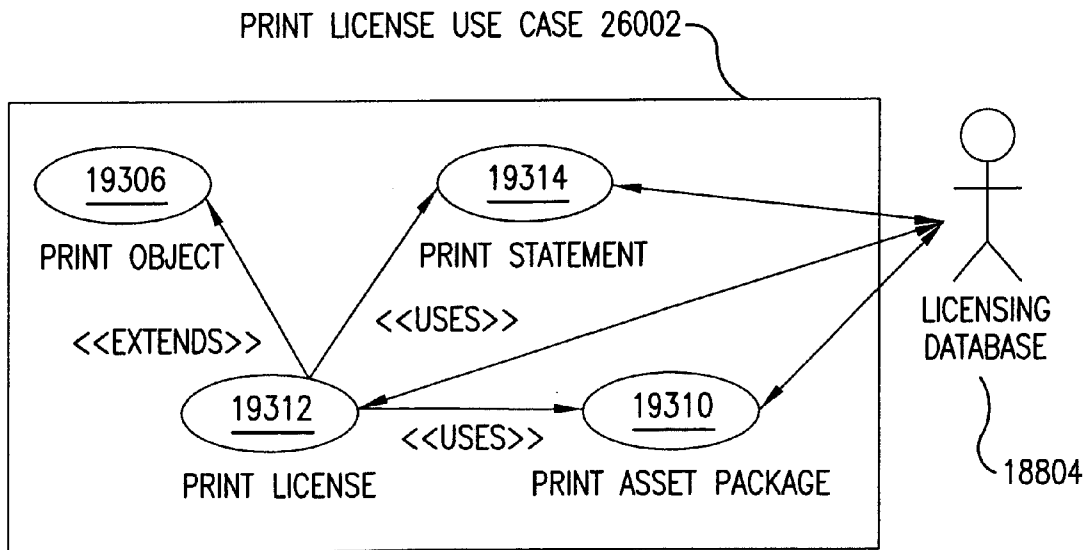 PRINT LICENSE USE CASE 26002
19306
19314
PRINT OBJECT
PRINT STATEMENT
<<EXTENDS>>
<<USES>>
LICENSING
DATABASE
19312
19310
<<USES>>
PRINT LICENSE
PRINT ASSET PACKAGE
18804